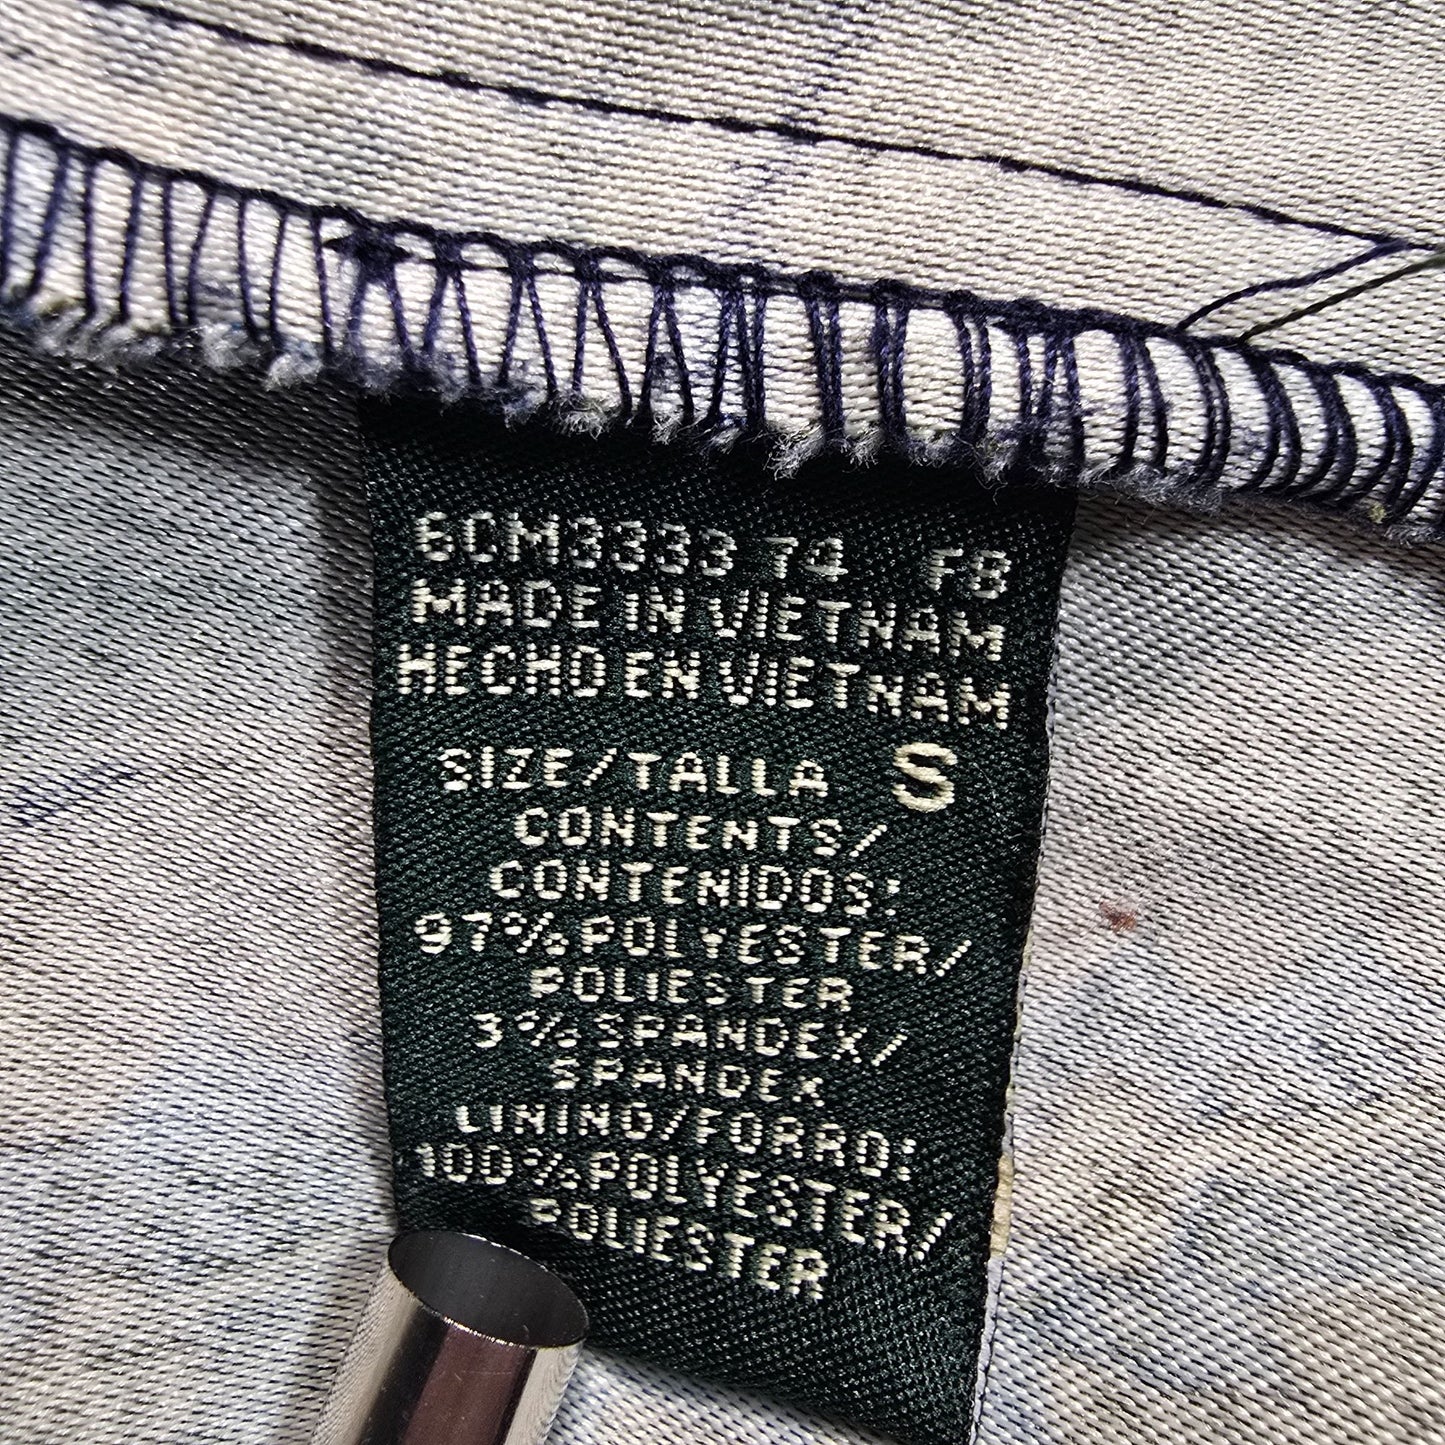 6CM3333 74 FB
MADE IN VIETNAM
HECHO EN VIETNAM
SIZE/TALLA S
CONTENTS/
CONTENIDOS:
97%POLYESTER/
POLIESTER
3%SPANDEX/
SPANDEX
LINING/FORRO:
100%POLYESTER/
POLIESTER